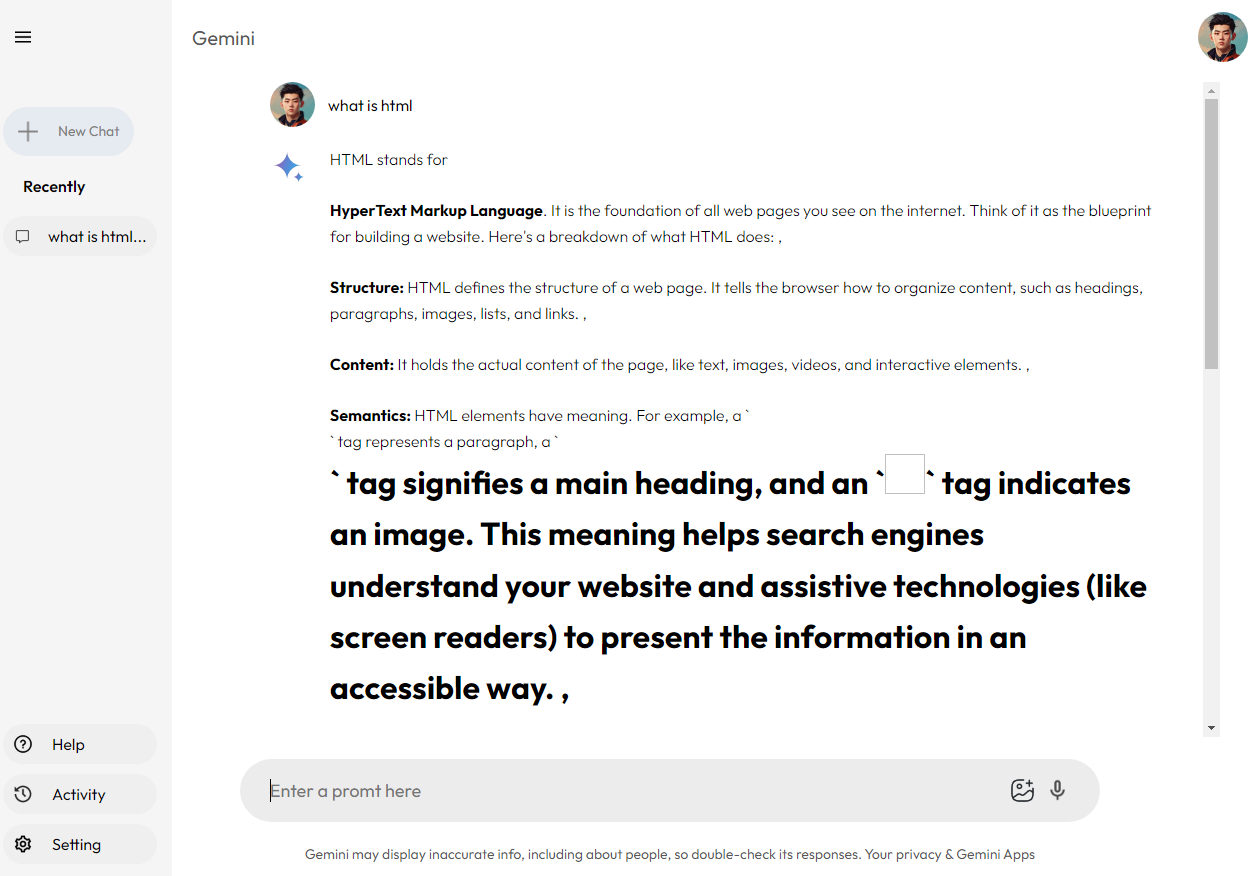 Gemini
New Chat
Recently
what is html...
what is html
HTML stands for
HyperText Markup Language. It is the foundation of all web pages you see on the internet. Think of it as the blueprint
for building a website. Here's a breakdown of what HTML does: ,
Structure: HTML defines the structure of a web page. It tells the browser how to organize content, such as headings,
paragraphs, images, lists, and links. ,
Content: It holds the actual content of the page, like text, images, videos, and interactive elements. ,
Semantics: HTML elements have meaning. For example, a `
` tag represents a paragraph, a `
` tag signifies a main heading, and an ` ` tag indicates
an image. This meaning helps search engines
understand your website and assistive technologies (like
screen readers) to present the information in an
accessible way. ,
Help
Activity
Setting
Enter a promt here
Gemini may display inaccurate info, including about people, so double-check its responses. Your privacy & Gemini Apps